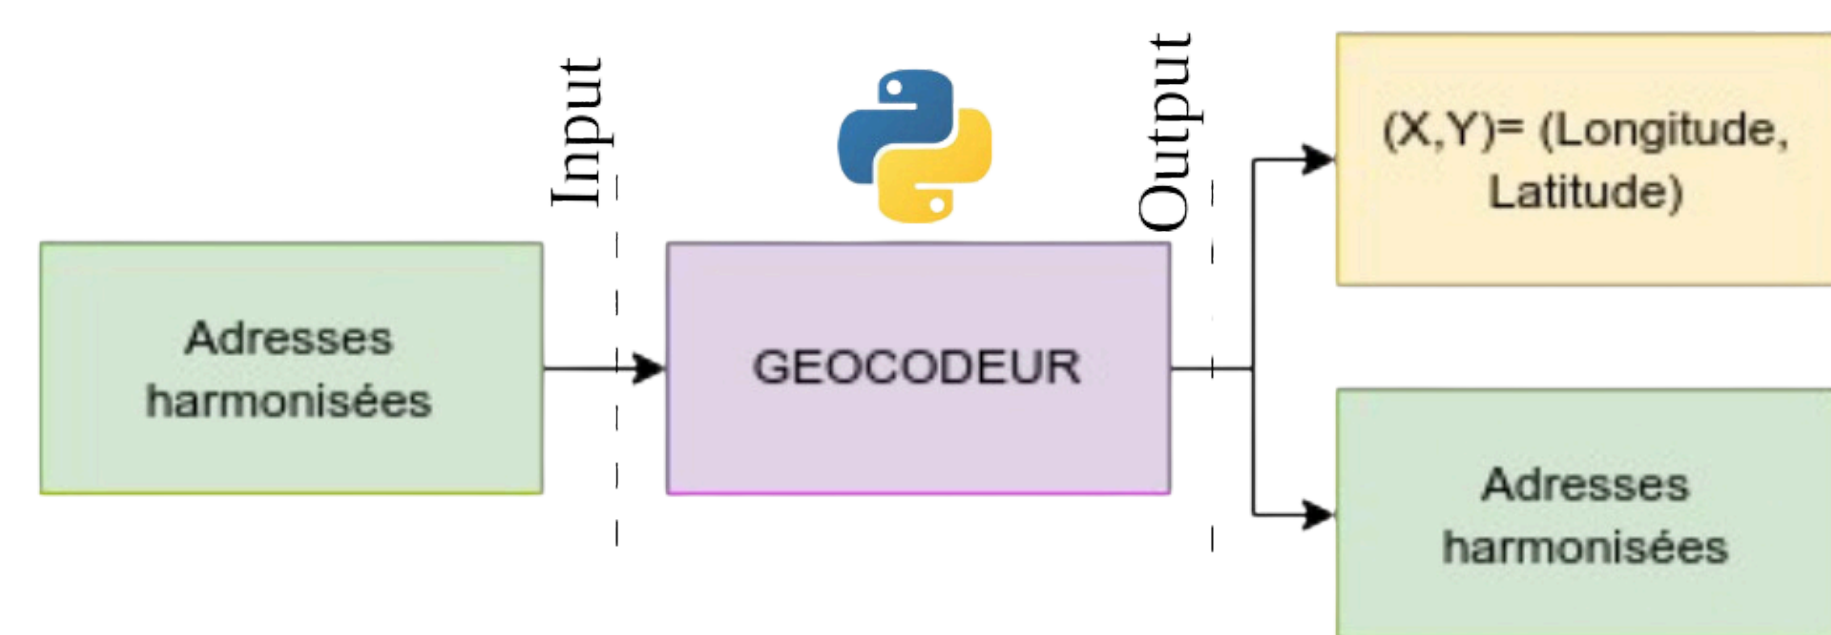 Input
Output
Adresses
harmonisées
GEOCODEUR
(X,Y)= (Longitude,
Latitude)
Adresses
harmonisées